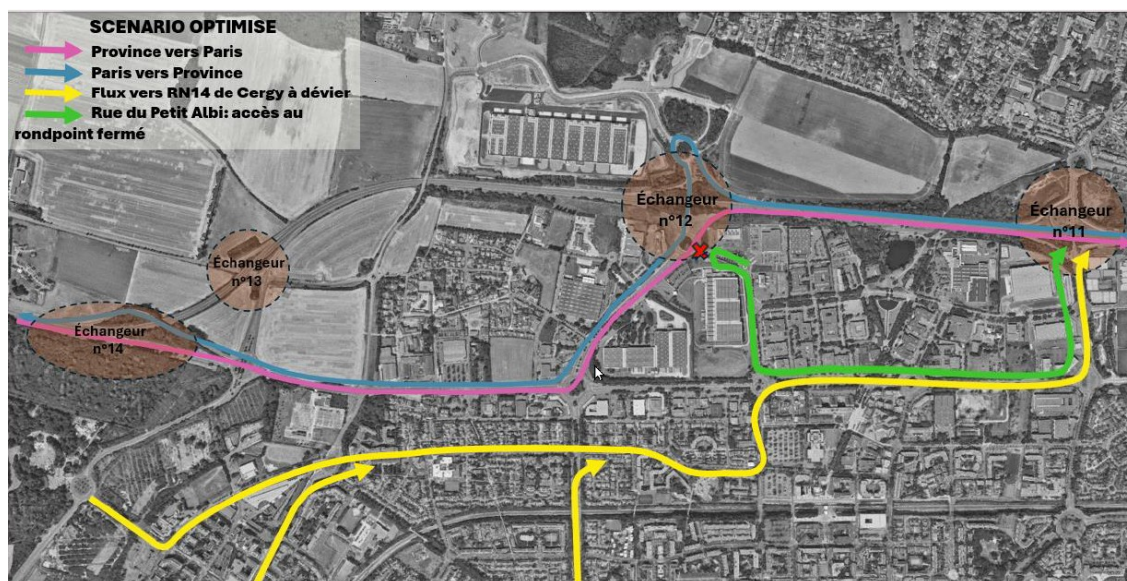 SCENARIO OPTIMISE
Province vers Paris
Paris vers Province
Flux vers RN14 de Cergy à dévier
Rue du Petit Albi: accès au
rondpoint fermé
Échangeur
n°12
Échangeur
n°11
Échangeur
n°13
Échangeur
n°14